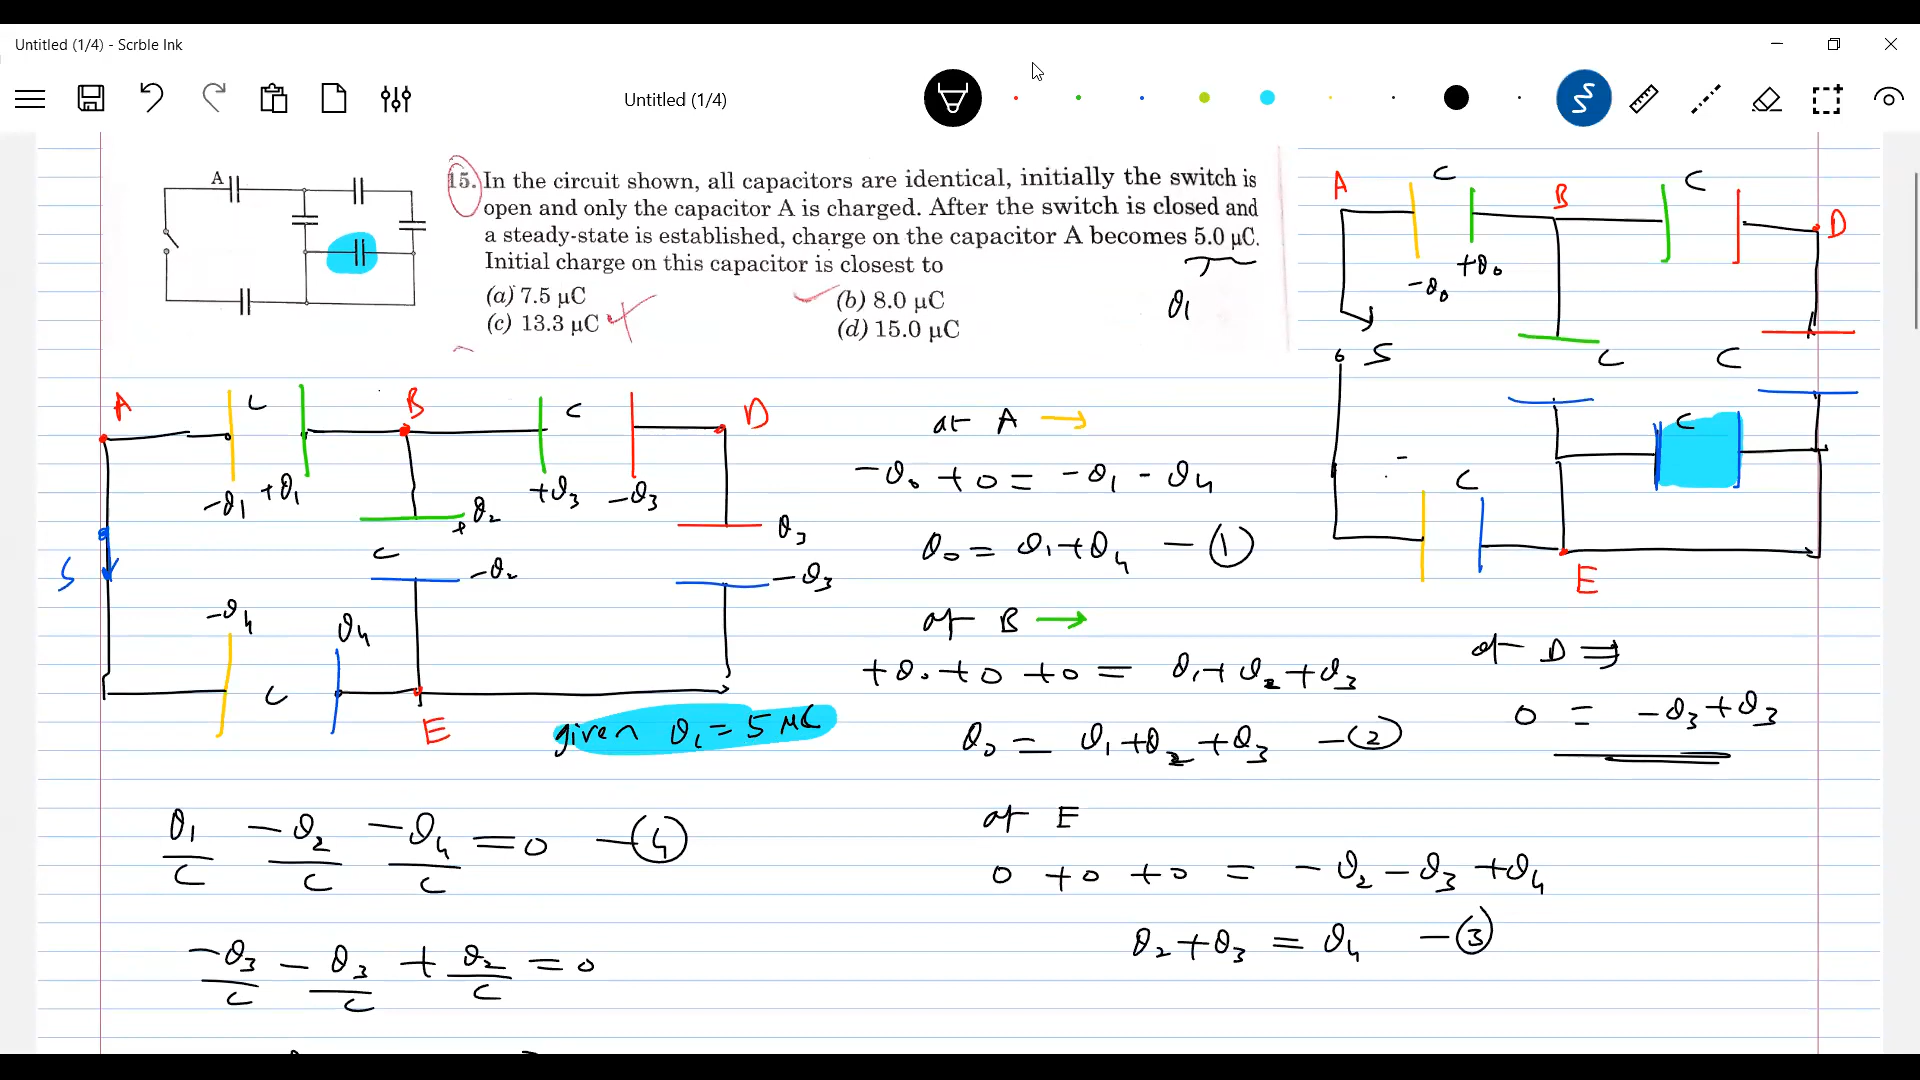 Untitled (1/4) - Scrble Ink
Untitled (1/4)
A
15. In the circuit shown, all capacitors are identical, initially the switch is
open and only the capacitor A is charged. After the switch is closed and
a steady-state is established, charge on the capacitor A becomes 5.0 μC.
Initial charge on this capacitor is closest to
(a) 7.5 μC
(b) 8.0 μC
(c) 13.3 μC
(d) 15.0 μC
Q1
A
C
B
C
D
-Q0
+Q0
S
C
C
C
C
E
A
C
B
C
D
-Q1
+Q1
+Q2
+Q3
-Q3
C
-Q2
Q3
-Q3
S
-Q4
Q4
C
E
given Q1 = 5 μC
at A →
-Q0 + 0 = -Q1 - Q4
Q0 = Q1 + Q4 - (1)
at B →
+Q0 + 0 + 0 = Q1 + Q2 + Q3
Q0 = Q1 + Q2 + Q3 - (2)
at D ⇒
0 = -Q3 + Q3
at E
0 + 0 + 0 = - Q2 - Q3 + Q4
Q2 + Q3 = Q4 - (3)
Q1/C - Q2/C - Q4/C = 0 - (4)
-Q3/C - Q3/C + Q2/C = 0